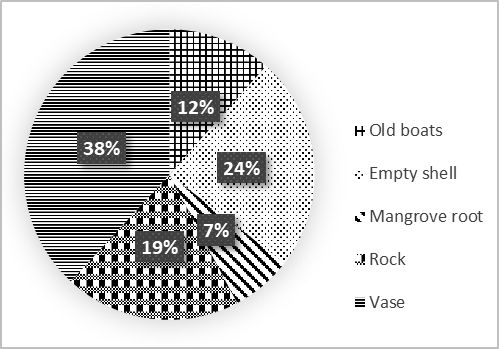 12%
24%
7%
19%
38%
Old boats
Empty shell
Mangrove root
Rock
Vase